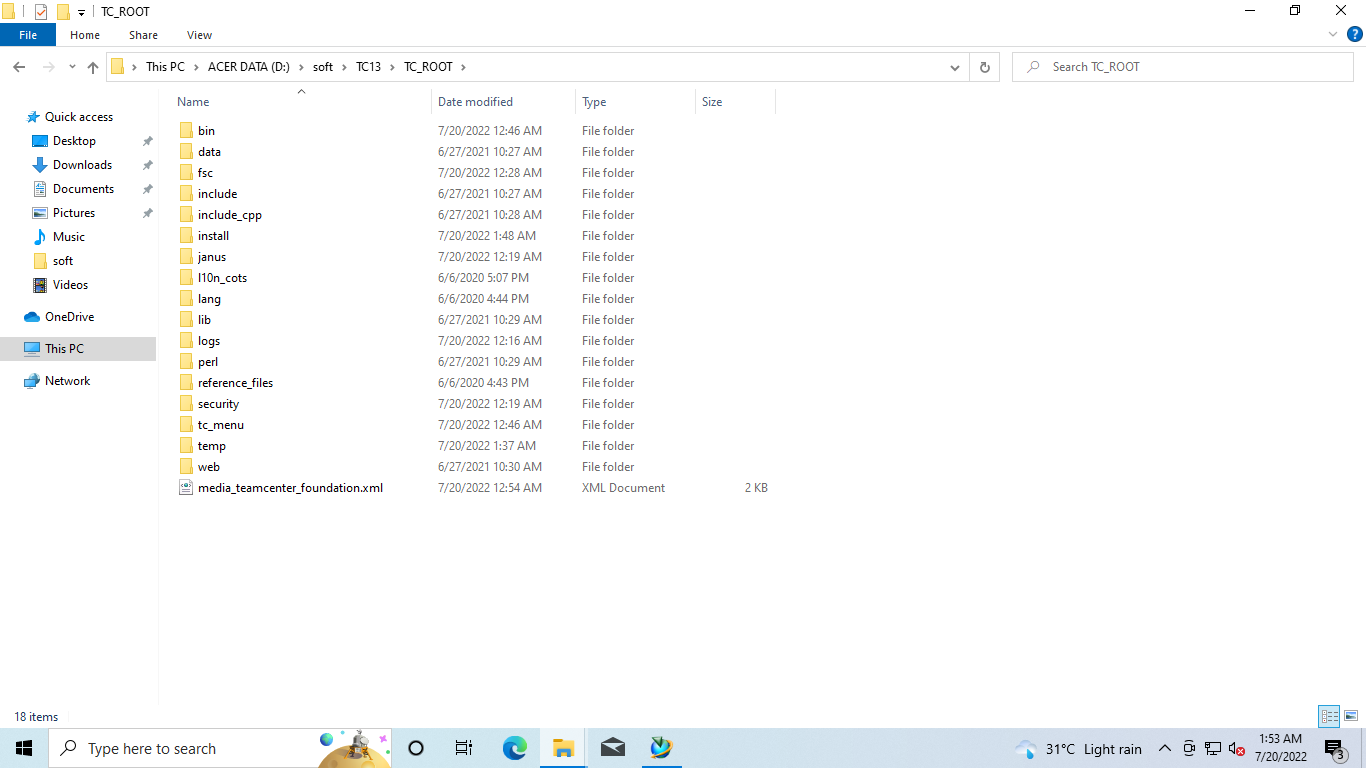 TC_ROOT
File Home Share View
This PC ACER DATA (D:) soft TC13 TC_ROOT
Search TC_ROOT
Name Date modified Type Size
Quick access
Desktop
Downloads
Documents
Pictures
Music
soft
Videos
OneDrive
This PC
Network
bin 7/20/2022 12:46 AM File folder
data 6/27/2021 10:27 AM File folder
fsc 7/20/2022 12:28 AM File folder
include 6/27/2021 10:27 AM File folder
include_cpp 6/27/2021 10:28 AM File folder
install 7/20/2022 1:48 AM File folder
janus 7/20/2022 12:19 AM File folder
l10n_cots 6/6/2020 5:07 PM File folder
lang 6/6/2020 4:44 PM File folder
lib 6/27/2021 10:29 AM File folder
logs 7/20/2022 12:16 AM File folder
perl 6/27/2021 10:29 AM File folder
reference_files 6/6/2020 4:43 PM File folder
security 7/20/2022 12:19 AM File folder
tc_menu 7/20/2022 12:46 AM File folder
temp 7/20/2022 1:37 AM File folder
web 6/27/2021 10:30 AM File folder
media_teamcenter_foundation.xml 7/20/2022 12:54 AM XML Document 2 KB
18 items
Type here to search
31°C Light rain
1:53 AM
7/20/2022
3